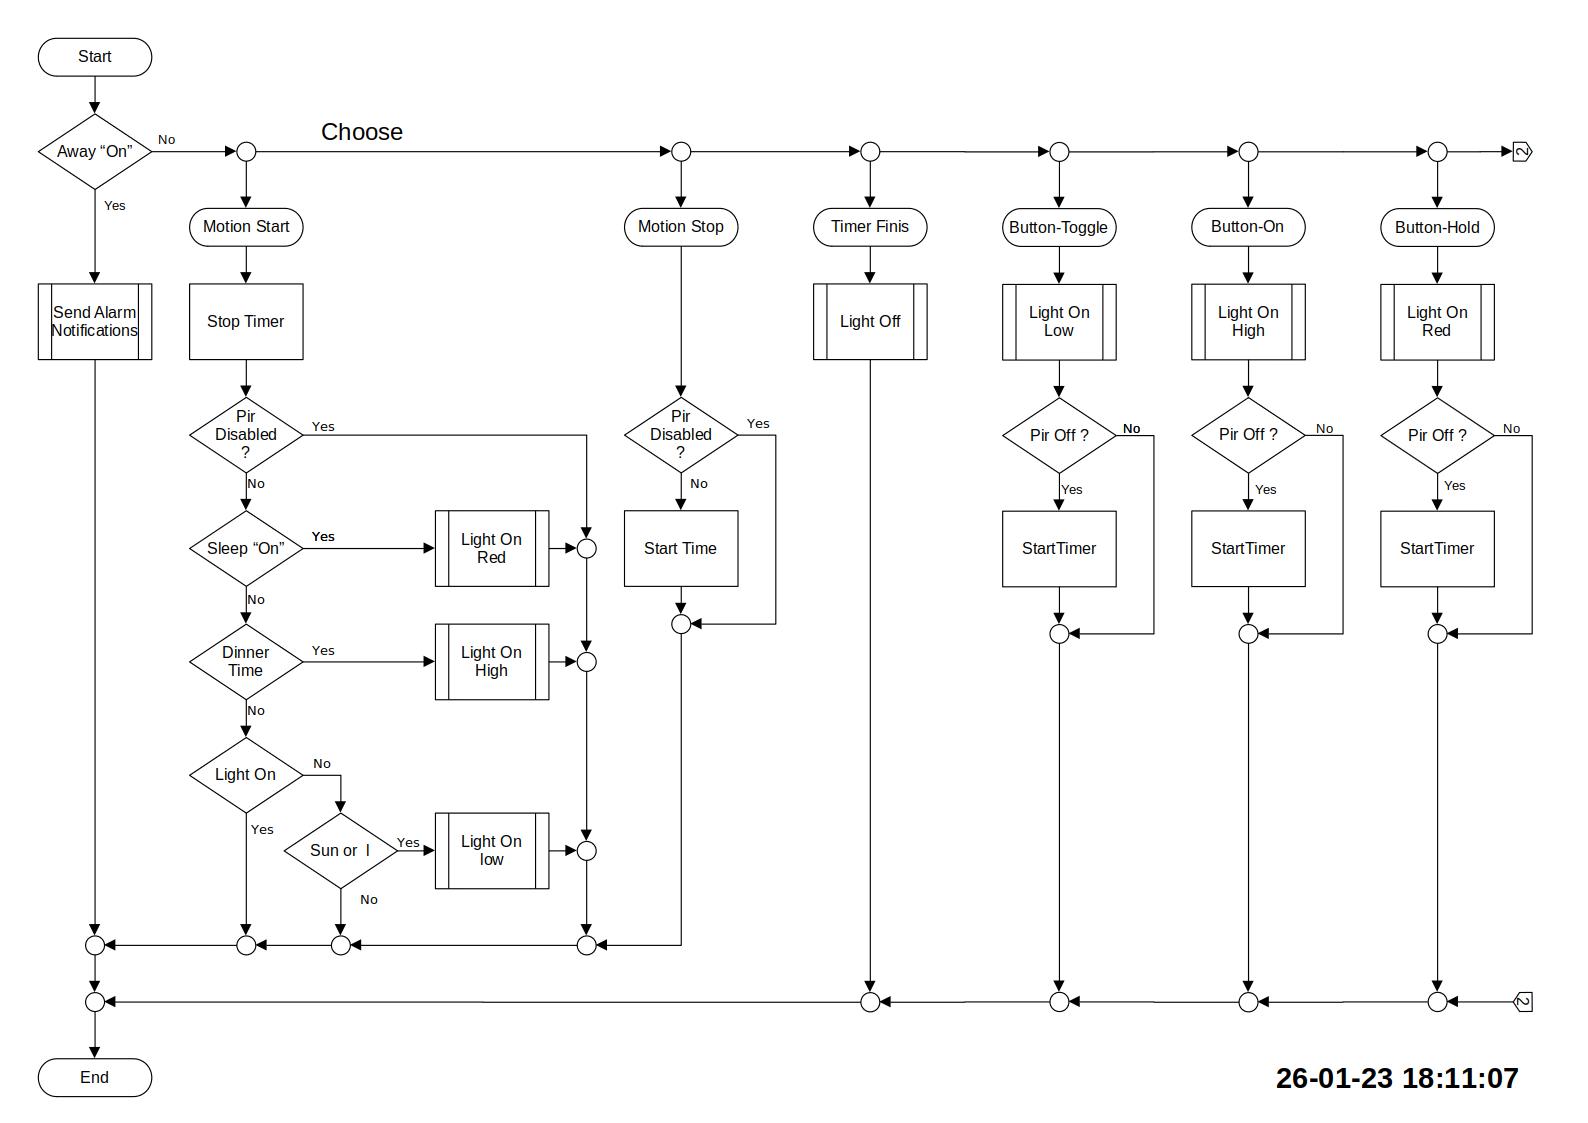 Start
Choose
Away “On”
No
2
Yes
Motion Start
Motion Stop
Timer Finis
Button-Toggle
Button-On
Button-Hold
Send Alarm
Notifications
Stop Timer
Light Off
Light On
Low
Light On
High
Light On
Red
Pir
Disabled
?
Yes
No
Pir
Disabled
?
Yes
No
Pir Off ?
No
Yes
Pir Off ?
No
Yes
Pir Off ?
No
Yes
Sleep “On”
Yes
No
Light On
Red
Start Time
StartTimer
StartTimer
StartTimer
Dinner
Time
Yes
No
Light On
High
Light On
No
Yes
Sun or I
Yes
No
Light On
low
2
End
26-01-23 18:11:07